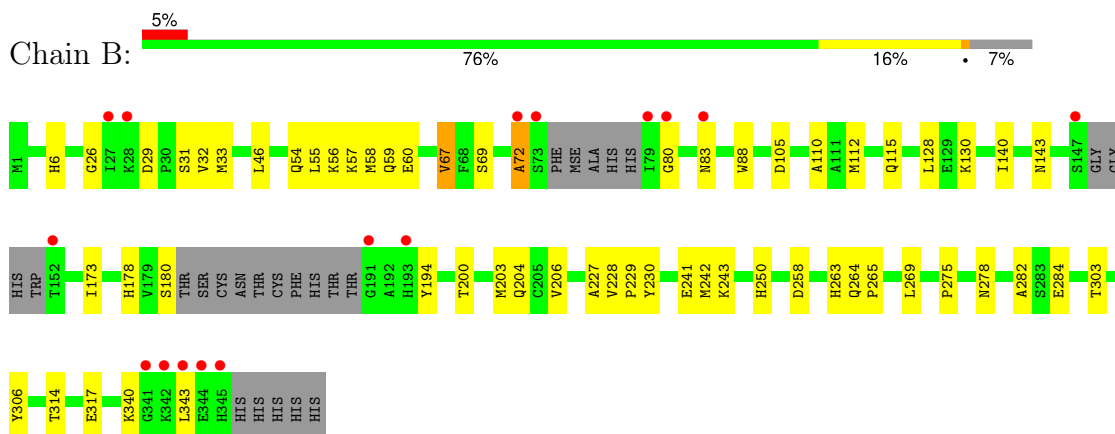 5%
Chain B:
76% 16% • 7%
M1 H6 G26 I27 K28 D29 P30 S31 V32 M33 L46 Q54 L55 K56 K57 M58 Q59 E60 V67 F68 S69 A72 S73 PHE MSE ALA HIS HIS I79 G80 N83 W88 D105 A110 A111 M112 Q115 L128 E129 K130 I140 N143 S147 GLY GLY
HIS TRP T152 I173 H178 V179 S180 THR SER CYS ASN THR CYS PHE HIS THR THR G191 A192 H193 Y194 T200 M203 Q204 C205 V206 A227 V228 P229 Y230 E241 M242 K243 H250 D258 H263 Q264 P265 L269 P275 N278 A282 S283 E284 T303
Y306 T314 E317 K340 G341 K342 L343 E344 H345 HIS HIS HIS HIS HIS